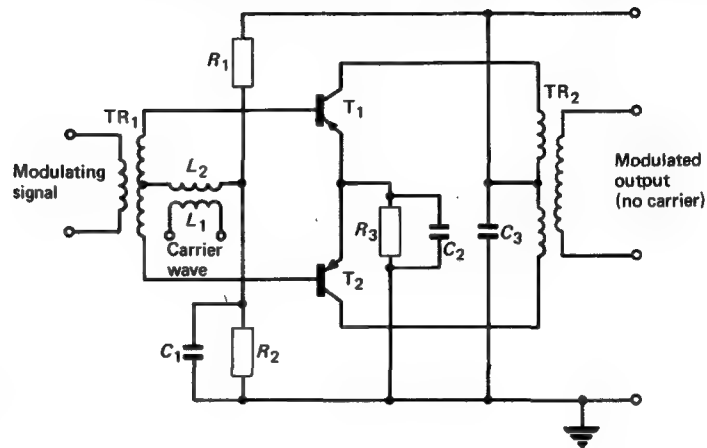 R1
TR1
T1
TR2
Modulating
signal
L2
L1
Carrier
wave
R3
C2
C3
Modulated
output
(no carrier)
T2
C1
R2